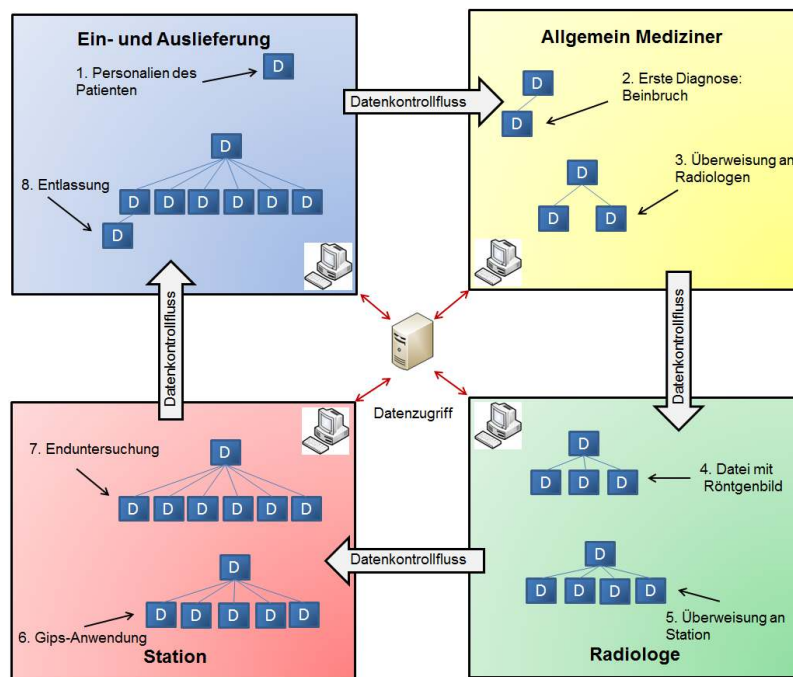 Ein- und Auslieferung
1. Personalien des
Patienten
D
D
D D D D D D
8. Entlassung
D
Datenkontrollfluss
Allgemein Mediziner
D
D
2. Erste Diagnose:
Beinbruch
3. Überweisung an
Radiologen
D
D D
Datenkontrollfluss
Datenkontrollfluss
Datenzugriff
7. Enduntersuchung
D
D D D D D D
D
D D D D D
6. Gips-Anwendung
Station
Datenkontrollfluss
D
D D D
4. Datei mit
Röntgenbild
D
D D D D
5. Überweisung an
Station
Radiologe